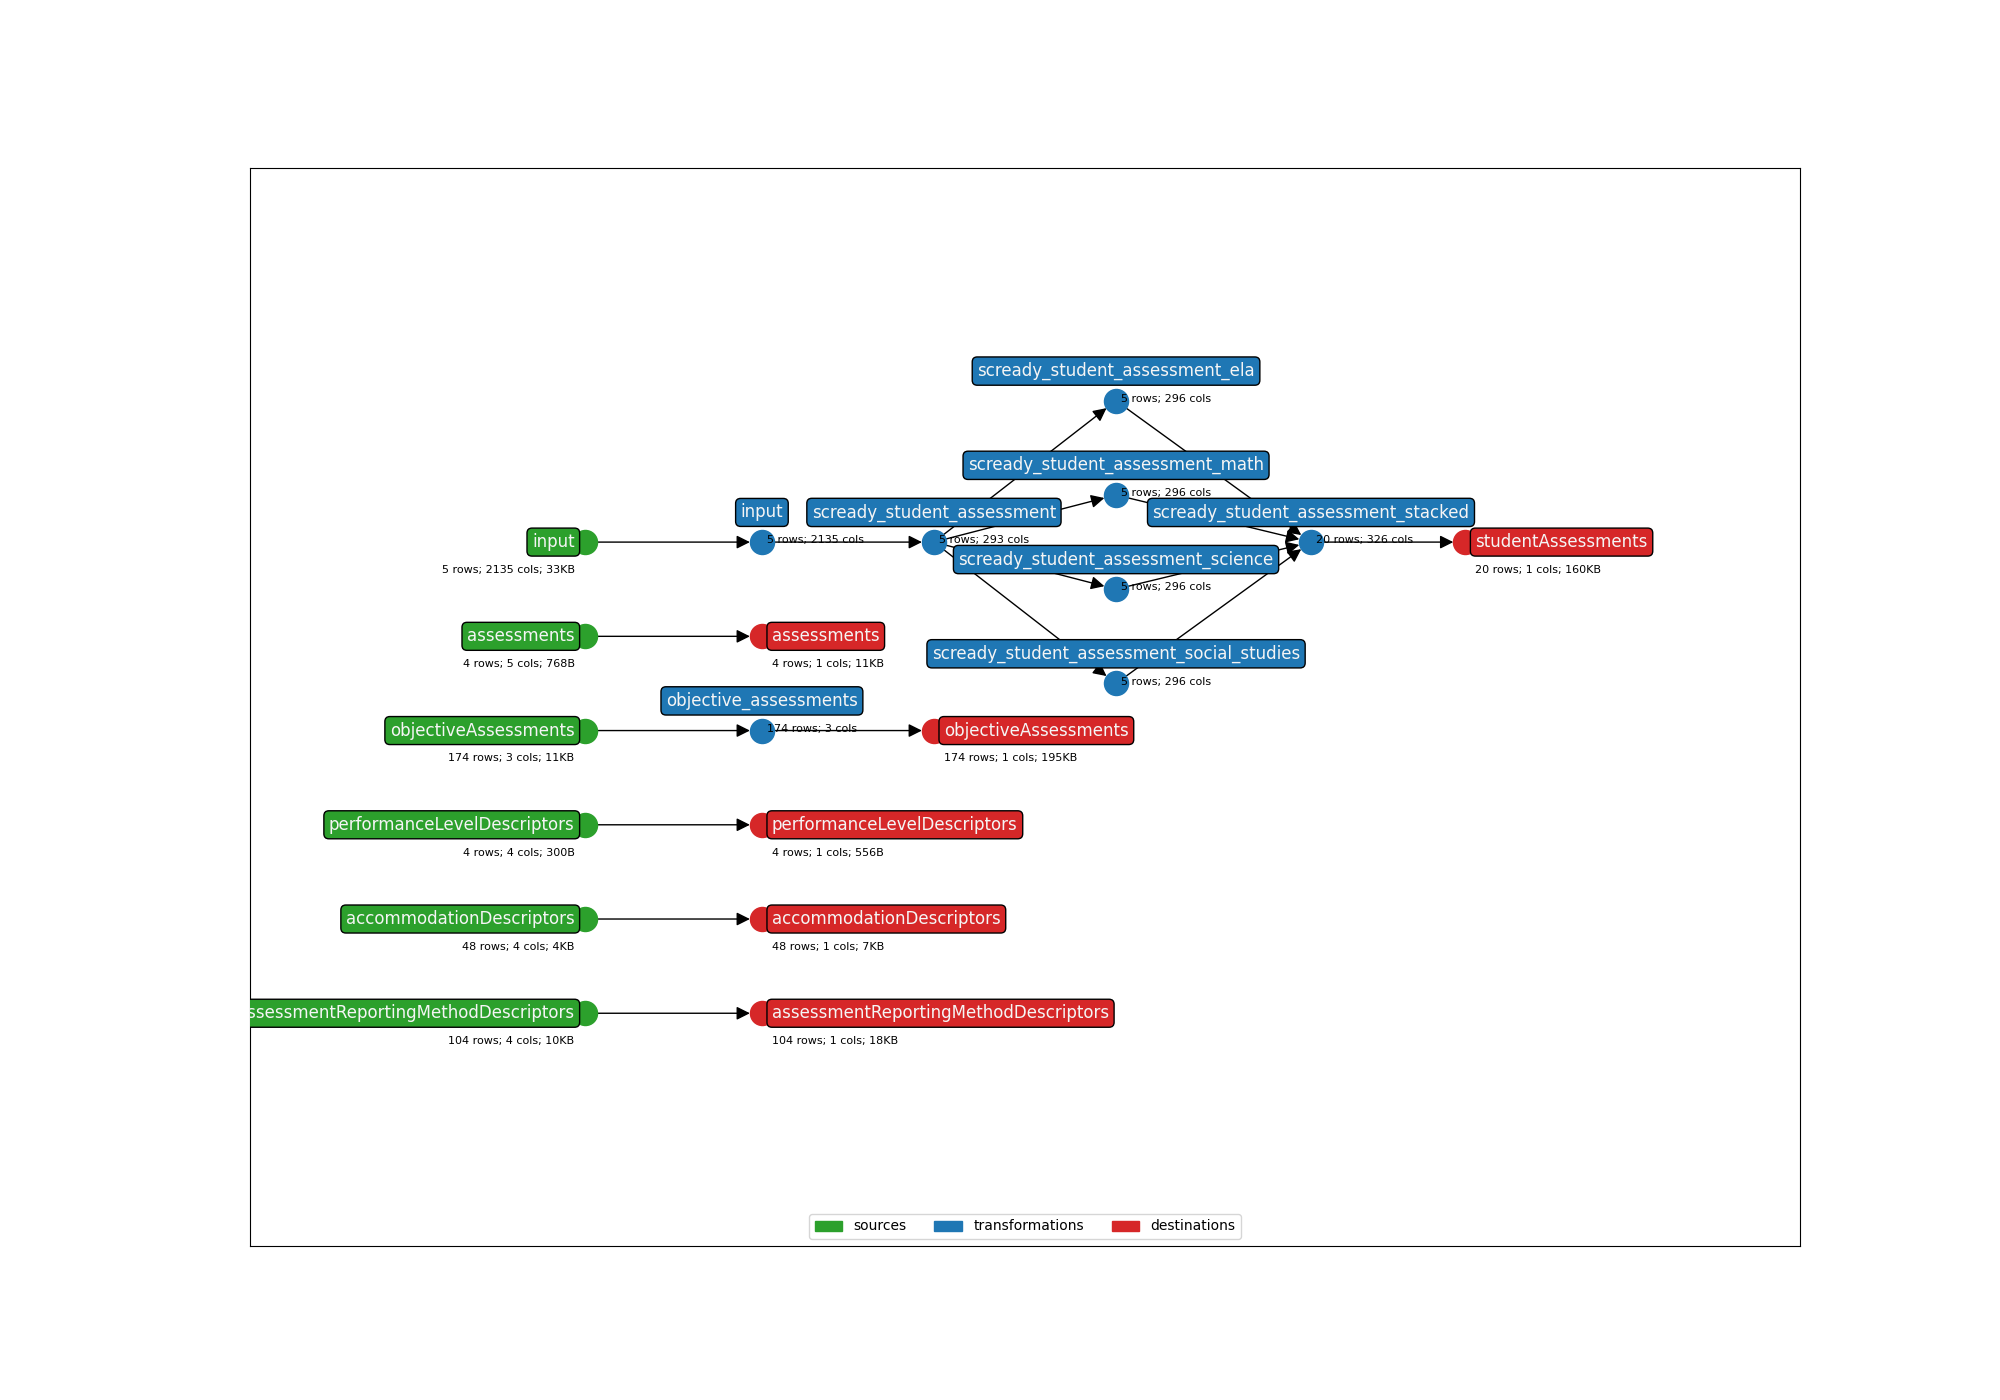 scready_student_assessment_ela
5 rows; 296 cols
scready_student_assessment_math
5 rows; 296 cols
input
scready_student_assessment
scready_student_assessment_stacked
input
5 rows; 2135 cols
5 rows; 293 cols
20 rows; 326 cols
studentAssessments
5 rows; 2135 cols; 33KB
scready_student_assessment_science
20 rows; 1 cols; 160KB
5 rows; 296 cols
assessments
assessments
4 rows; 5 cols; 768B
4 rows; 1 cols; 11KB
scready_student_assessment_social_studies
5 rows; 296 cols
objective_assessments
objectiveAssessments
174 rows; 3 cols
objectiveAssessments
174 rows; 3 cols; 11KB
174 rows; 1 cols; 195KB
performanceLevelDescriptors
performanceLevelDescriptors
4 rows; 4 cols; 300B
4 rows; 1 cols; 556B
accommodationDescriptors
accommodationDescriptors
48 rows; 4 cols; 4KB
48 rows; 1 cols; 7KB
ssessmentReportingMethodDescriptors
assessmentReportingMethodDescriptors
104 rows; 4 cols; 10KB
104 rows; 1 cols; 18KB
sources
transformations
destinations